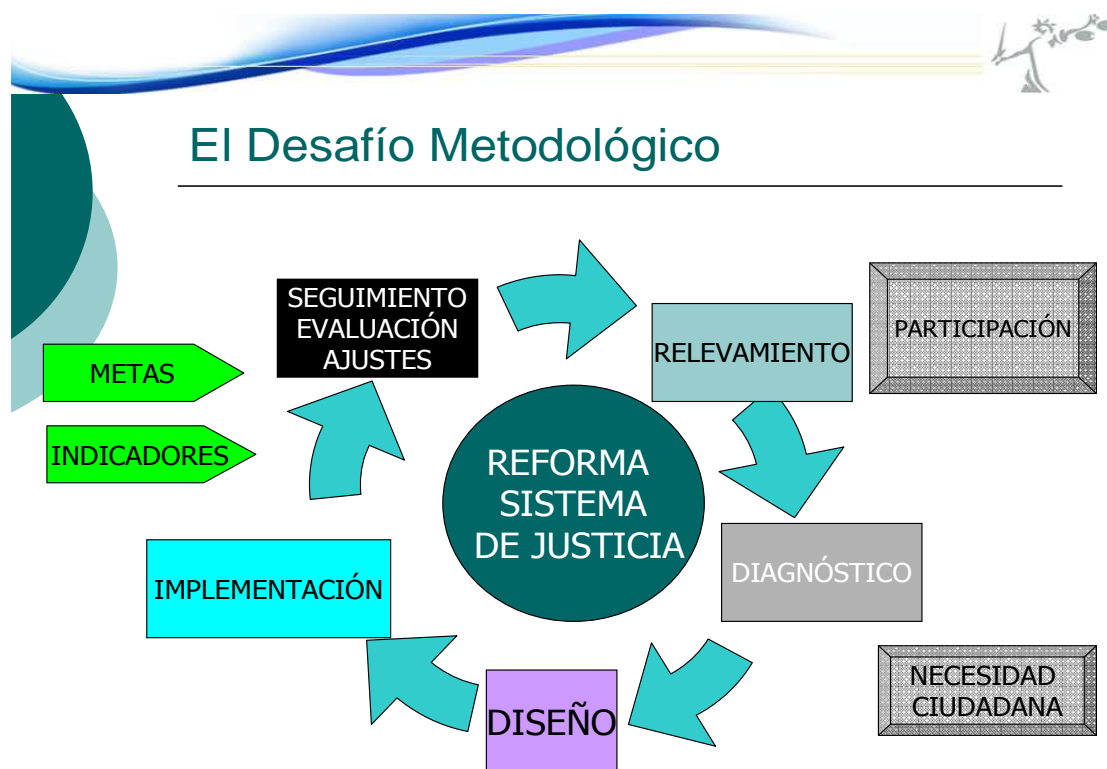 El Desafío Metodológico
SEGUIMIENTO
EVALUACIÓN
AJUSTES
RELEVAMIENTO
PARTICIPACIÓN
METAS
INDICADORES
REFORMA
SISTEMA
DE JUSTICIA
IMPLEMENTACIÓN
DIAGNÓSTICO
NECESIDAD
CIUDADANA
DISEÑO